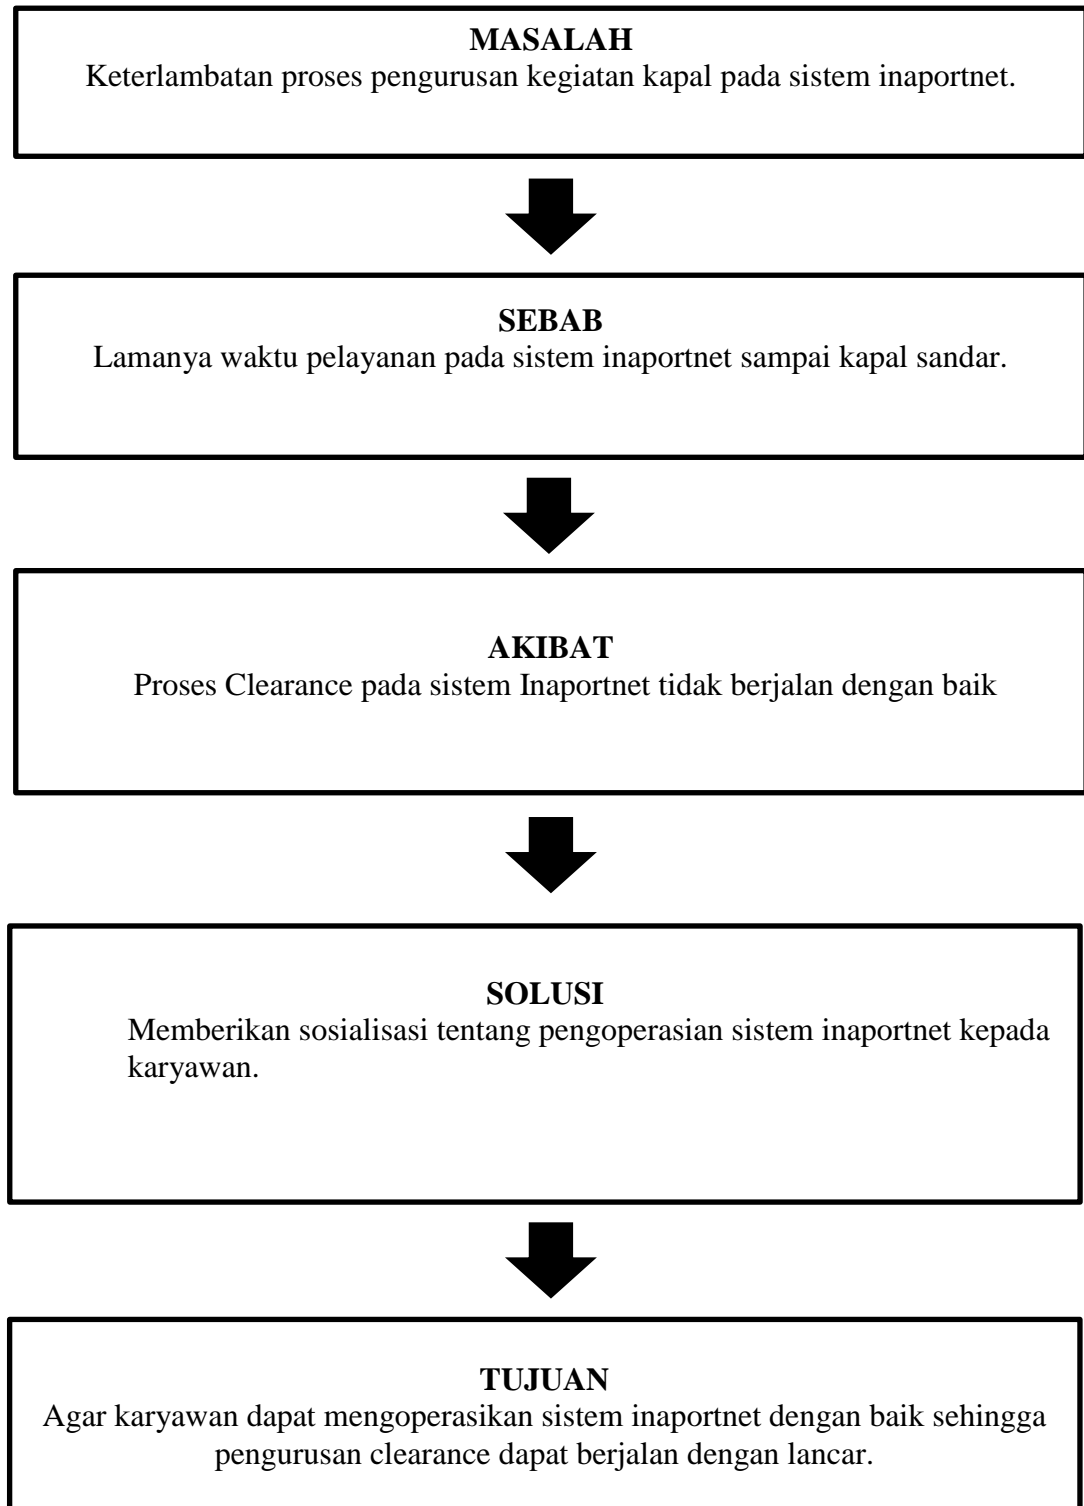 MASALAH
Keterlambatan proses pengurusan kegiatan kapal pada sistem inaportnet.
SEBAB
Lamanya waktu pelayanan pada sistem inaportnet sampai kapal sandar.
AKIBAT
Proses Clearance pada sistem Inaportnet tidak berjalan dengan baik
SOLUSI
Memberikan sosialisasi tentang pengoperasian sistem inaportnet kepada
karyawan.
TUJUAN
Agar karyawan dapat mengoperasikan sistem inaportnet dengan baik sehingga
pengurusan clearance dapat berjalan dengan lancar.